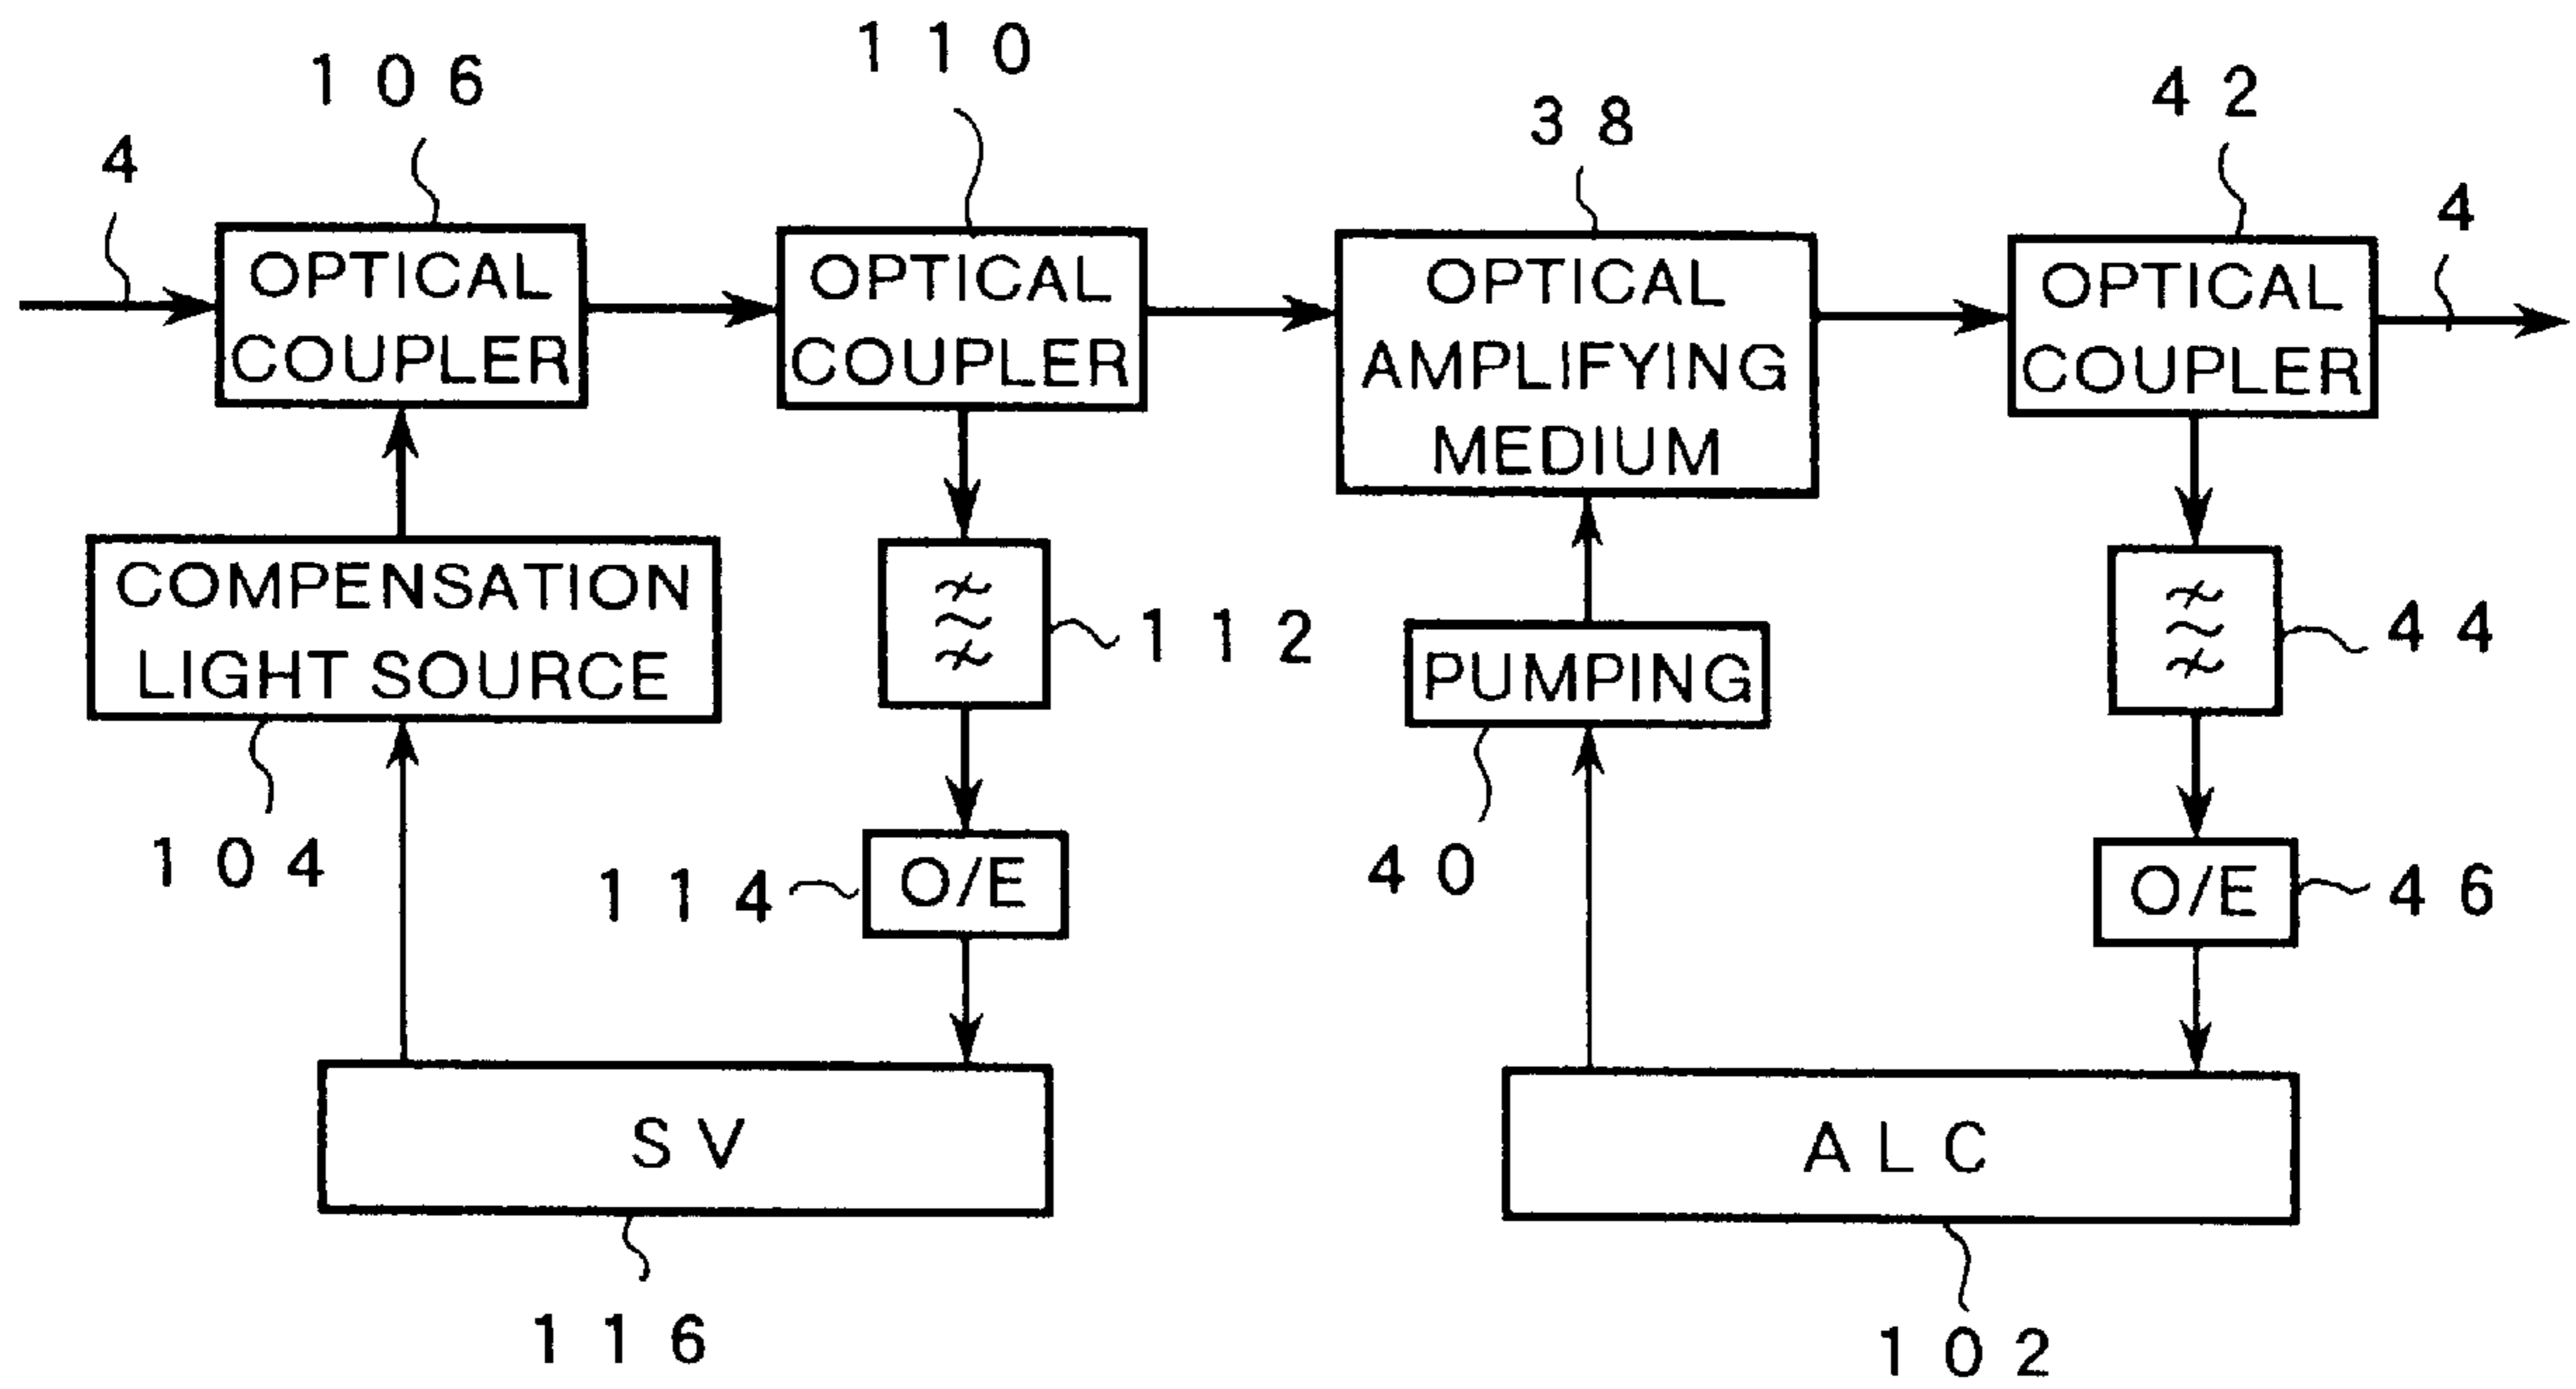 110
106
42
38
4
4
OPTICAL
COUPLER
OPTICAL
COUPLER
OPTICAL
AMPLIFYING
MEDIUM
OPTICAL
COUPLER
COMPENSATION
LIGHT SOURCE
112
PUMPING
44
104
114
O/E
40
O/E
46
SV
ALC
116
102